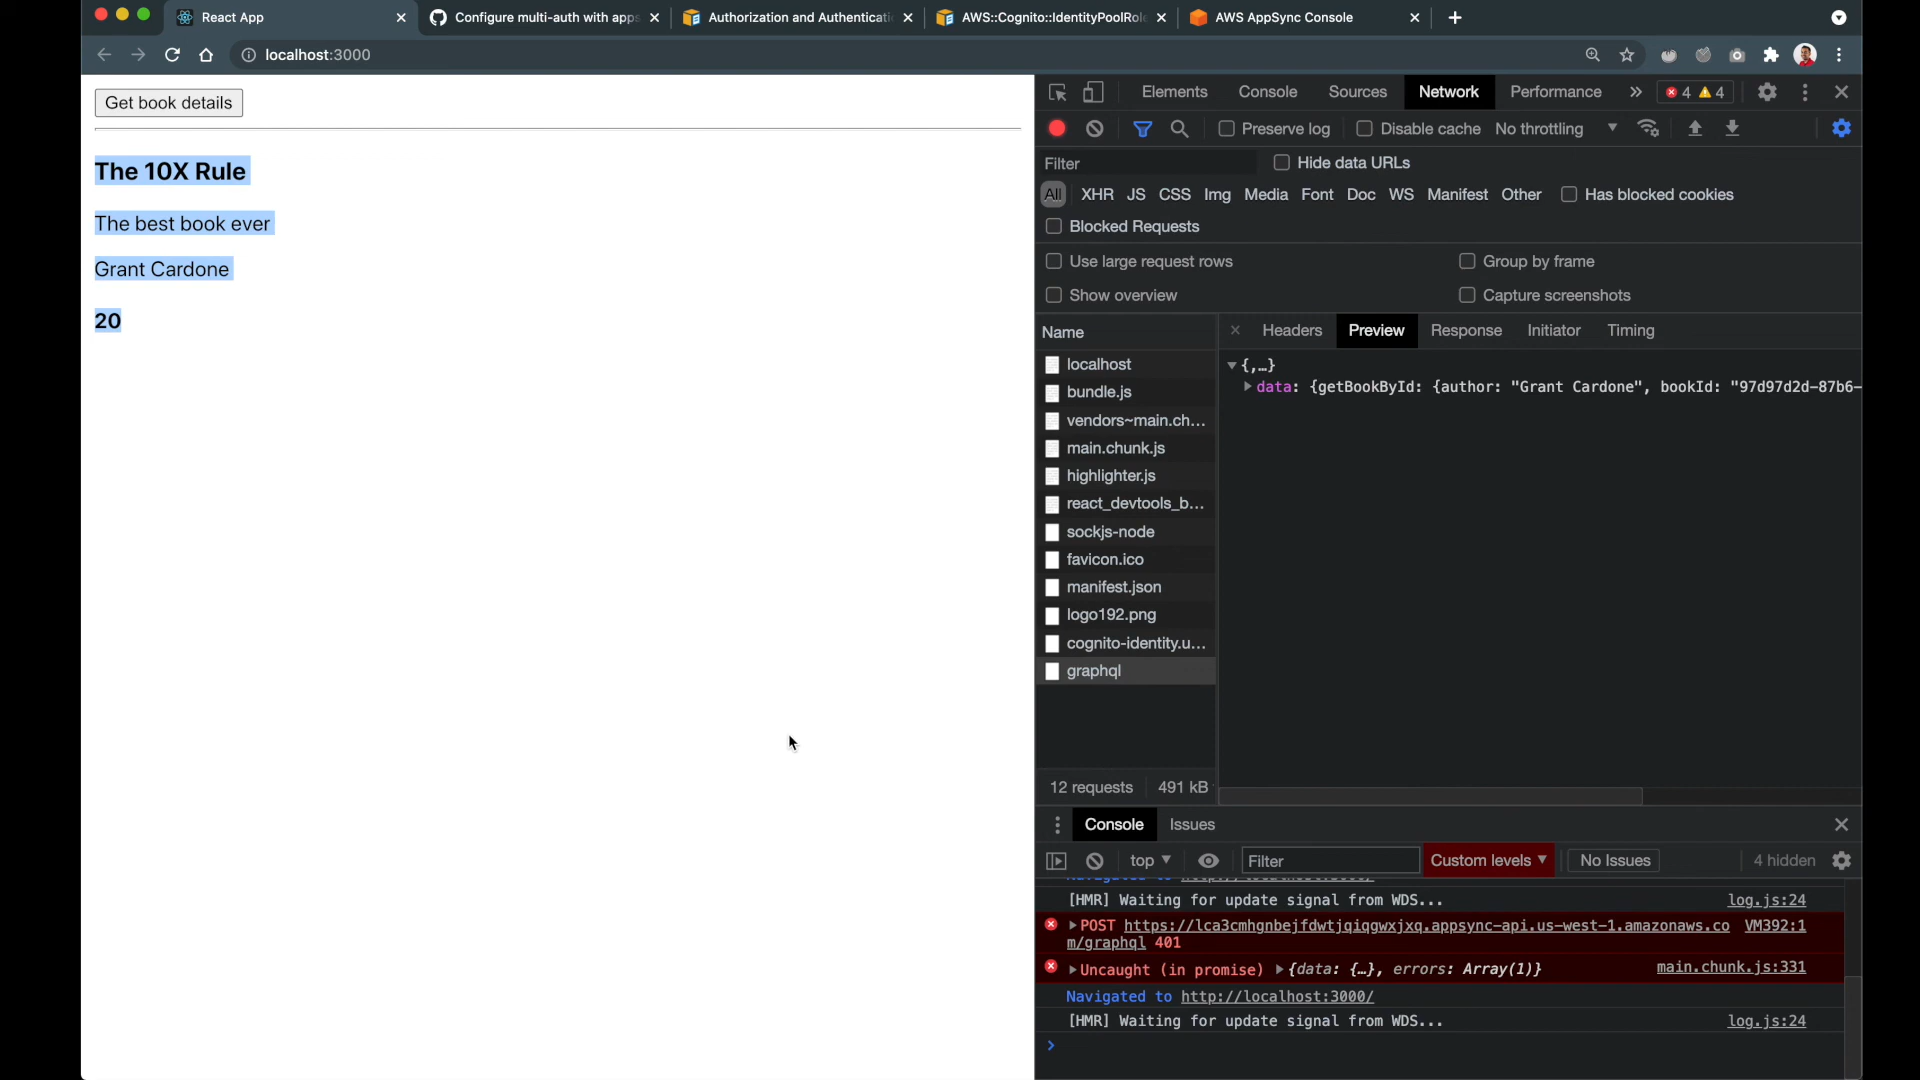 React App
Configure multi-auth with apps
Authorization and Authenticati
AWS::Cognito::IdentityPoolRol
AWS AppSync Console
localhost:3000
Get book details
The 10X Rule
The best book ever
Grant Cardone
20
Elements Console Sources Network Performance » 4 4
Preserve log Disable cache No throttling
Filter Hide data URLs
All XHR JS CSS Img Media Font Doc WS Manifest Other Has blocked cookies
Blocked Requests
Use large request rows Group by frame
Show overview Capture screenshots
Name
Headers Preview Response Initiator Timing
localhost
bundle.js
vendors~main.ch...
main.chunk.js
highlighter.js
react_devtools_b...
sockjs-node
favicon.ico
manifest.json
logo192.png
cognito-identity.u...
graphql
{,…}
data: {getBookById: {author: "Grant Cardone", bookId: "97d97d2d-87b6-
12 requests 491 kB
Console Issues
top Filter Custom levels No Issues 4 hidden
[HMR] Waiting for update signal from WDS... log.js:24
POST https://lca3cmhgnbejfdwtjqiqgwxjxq.appsync-api.us-west-1.amazonaws.co VM392:1
m/graphql 401
Uncaught (in promise) {data: {…}, errors: Array(1)} main.chunk.js:331
Navigated to http://localhost:3000/
[HMR] Waiting for update signal from WDS... log.js:24